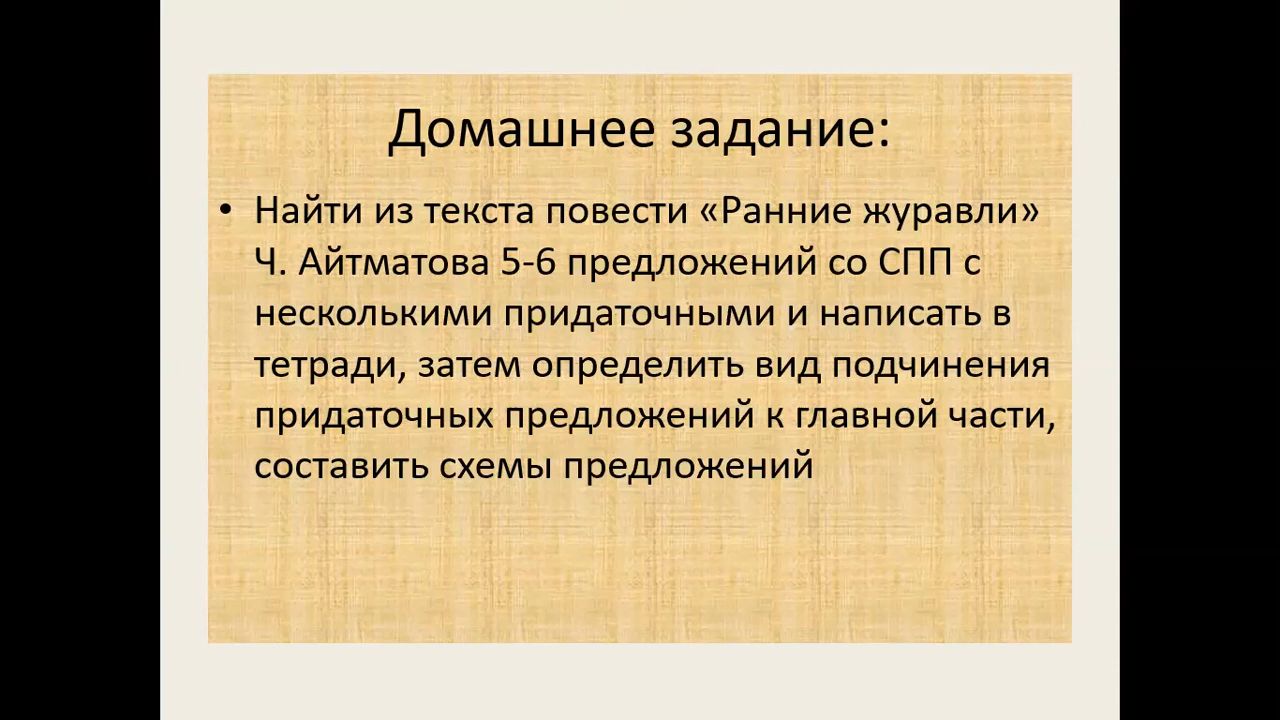 Домашнее задание:
• Найти из текста повести «Ранние журавли»
Ч. Айтматова 5-6 предложений со СПП с
несколькими придаточными и написать в
тетради, затем определить вид подчинения
придаточных предложений к главной части,
составить схемы предложений